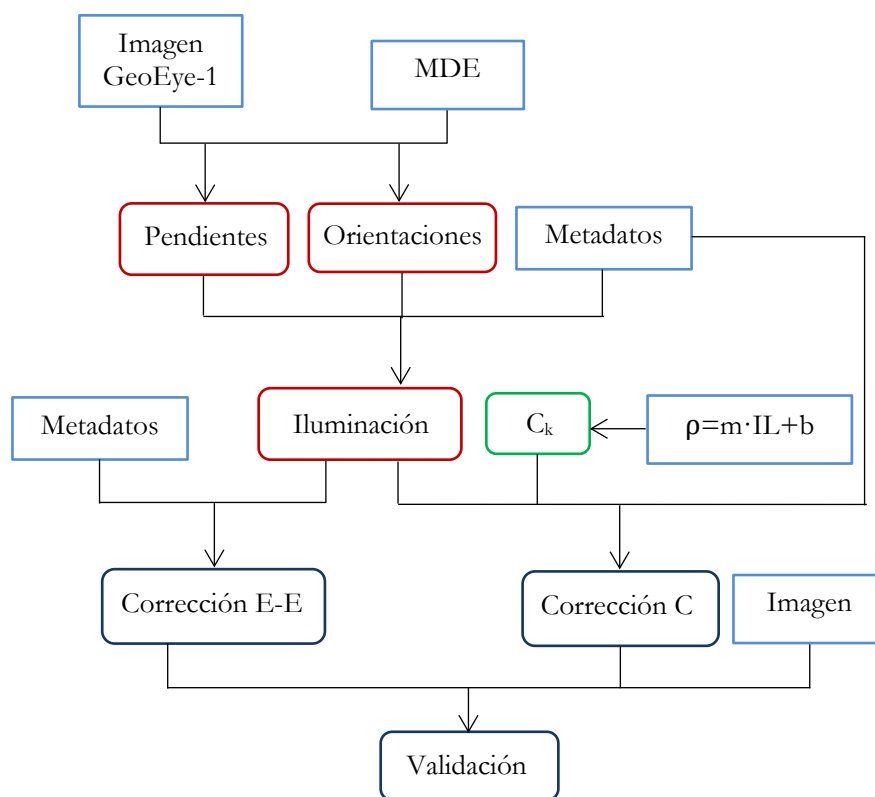 Imagen
GeoEye-1
MDE
Pendientes
Orientaciones
Metadatos
Metadatos
Iluminación
Cₖ
ρ=m·IL+b
Corrección E-E
Corrección C
Imagen
Validación